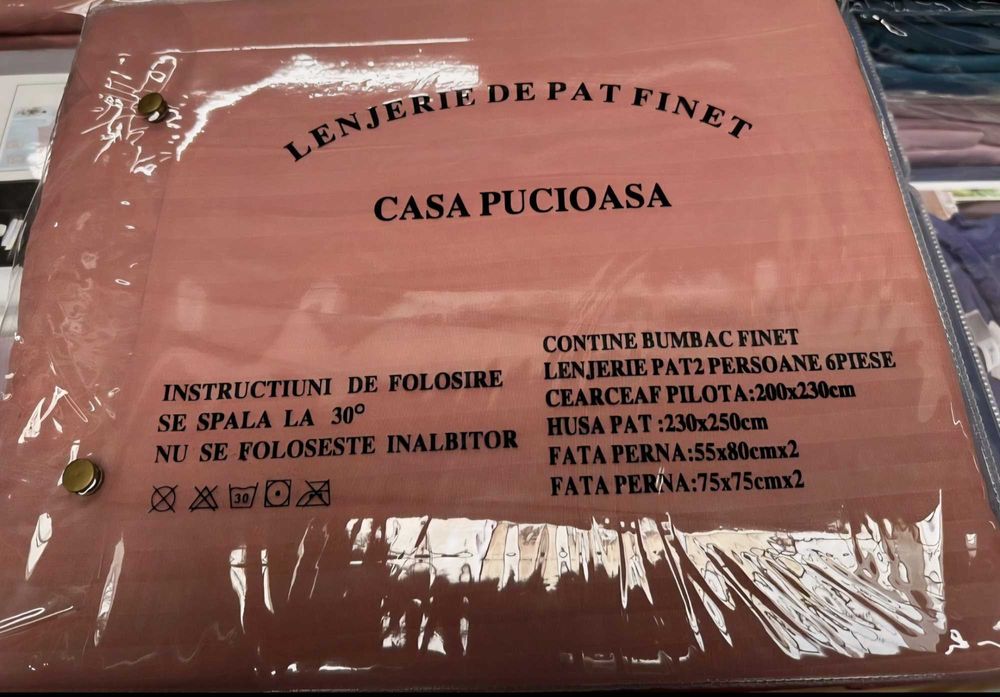 LENJERIE DE PAT FINET
CASA PUCIOASA
INSTRUCTIUNI DE FOLOSIRE
SE SPALA LA 30°
NU SE FOLOSESTE INALBITOR
30
CONTINE BUMBAC FINET
LENJERIE PAT2 PERSOANE 6PIESE
CEARCEAF PILOTA:200x230cm
HUSA PAT :230x250cm
FATA PERNA:55x80cmx2
FATA PERNA:75x75cmx2